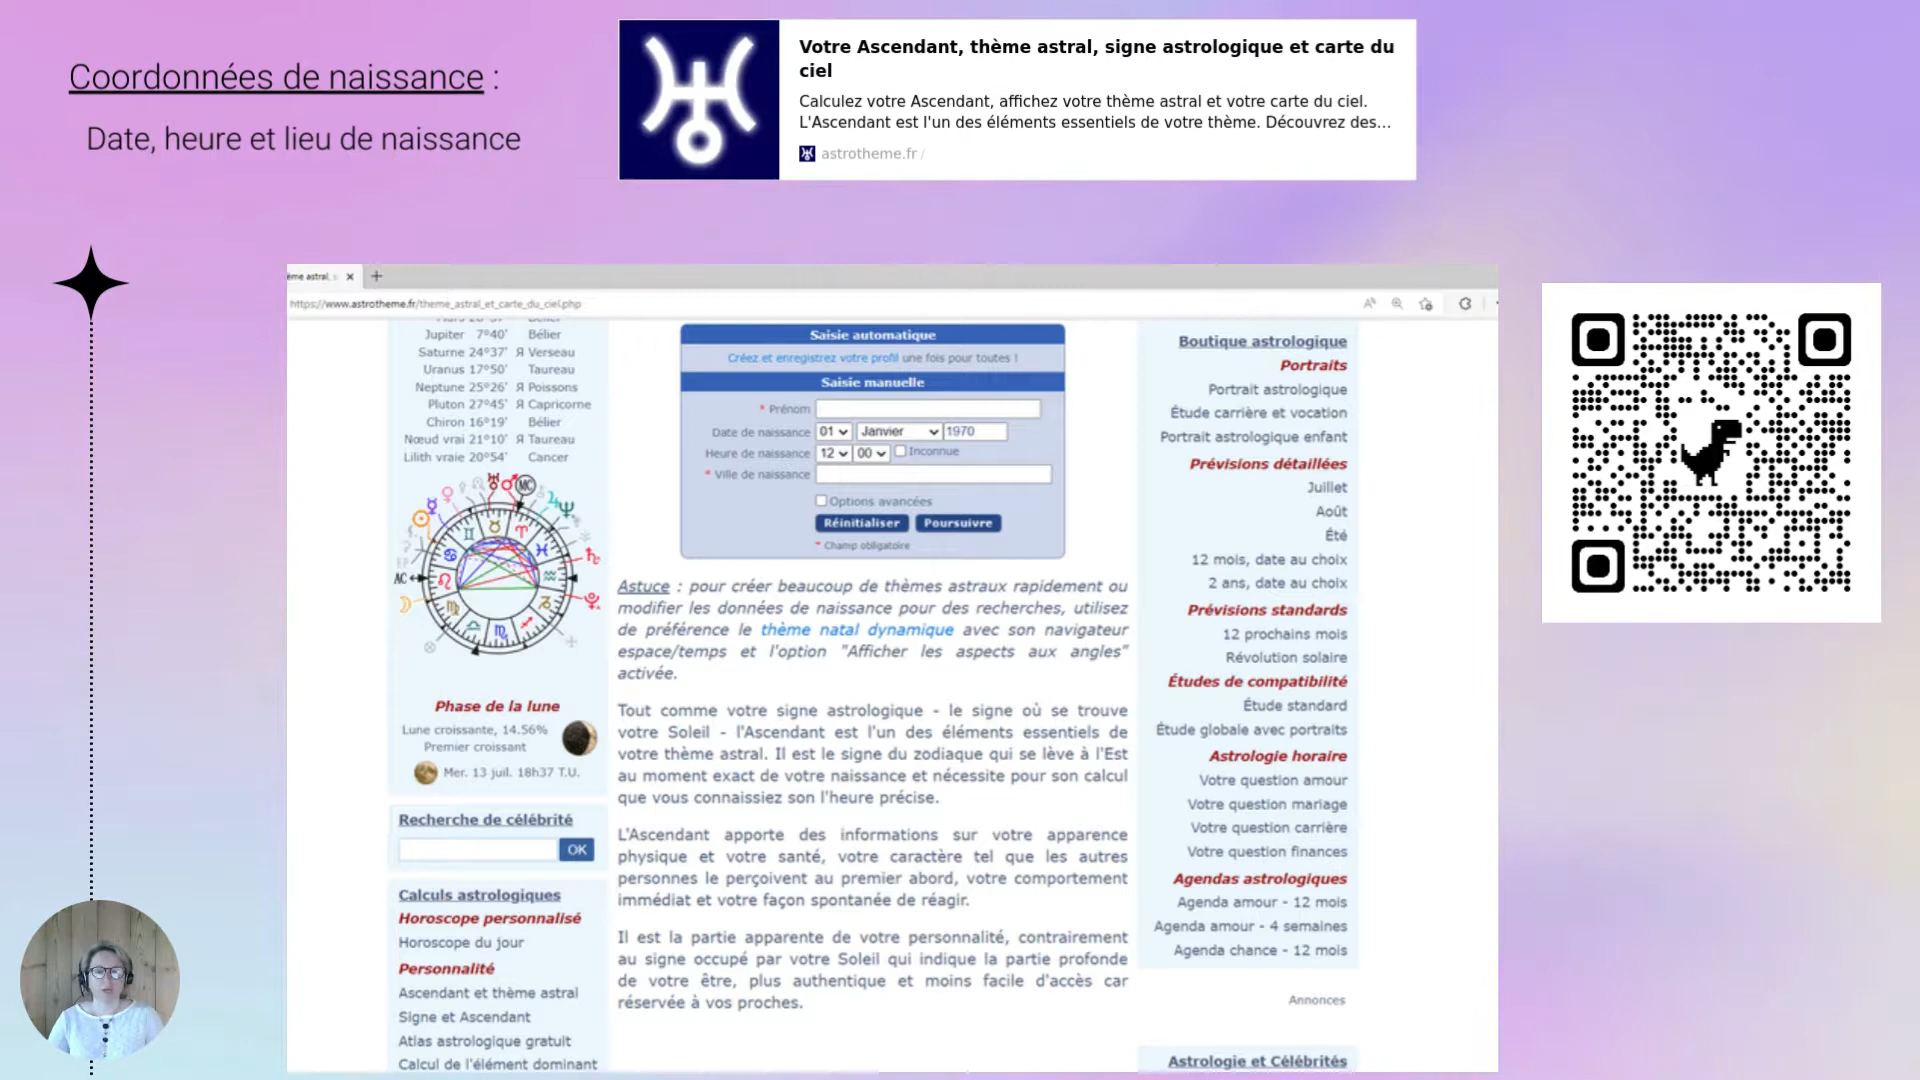 Coordonnées de naissance :
Date, heure et lieu de naissance
Votre Ascendant, thème astral, signe astrologique et carte du
ciel
Calculez votre Ascendant, affichez votre thème astral et votre carte du ciel.
L'Ascendant est l'un des éléments essentiels de votre thème. Découvrez des...
astrotheme.fr /
ème astral, s
https://www.astrotheme.fr/theme_astral_et_carte_du_ciel.php
Jupiter 7°40' Bélier
Saturne 24°37' Я Verseau
Uranus 17°50' Taureau
Neptune 25°26' Я Poissons
Pluton 27°45' Я Capricorne
Chiron 16°19' Bélier
Nœud vrai 21°10' Я Taureau
Lilith vraie 20°54' Cancer
MC
AC
Phase de la lune
Lune croissante, 14.56%
Premier croissant
Mer. 13 juil. 18h37 T.U.
Recherche de célébrité
OK
Calculs astrologiques
Horoscope personnalisé
Horoscope du jour
Personnalité
Ascendant et thème astral
Signe et Ascendant
Atlas astrologique gratuit
Calcul de l'élément dominant
Saisie automatique
Créez et enregistrez votre profil une fois pour toutes !
Saisie manuelle
* Prénom
Date de naissance 01 Janvier 1970
Heure de naissance 12 00 Inconnue
* Ville de naissance
Options avancées
Réinitialiser Poursuivre
* Champ obligatoire
Astuce : pour créer beaucoup de thèmes astraux rapidement ou
modifier les données de naissance pour des recherches, utilisez
de préférence le thème natal dynamique avec son navigateur
espace/temps et l'option "Afficher les aspects aux angles"
activée.
Tout comme votre signe astrologique - le signe où se trouve
votre Soleil - l'Ascendant est l'un des éléments essentiels de
votre thème astral. Il est le signe du zodiaque qui se lève à l'Est
au moment exact de votre naissance et nécessite pour son calcul
que vous connaissiez son l'heure précise.
L'Ascendant apporte des informations sur votre apparence
physique et votre santé, votre caractère tel que les autres
personnes le perçoivent au premier abord, votre comportement
immédiat et votre façon spontanée de réagir.
Il est la partie apparente de votre personnalité, contrairement
au signe occupé par votre Soleil qui indique la partie profonde
de votre être, plus authentique et moins facile d'accès car
réservée à vos proches.
Boutique astrologique
Portraits
Portrait astrologique
Étude carrière et vocation
Portrait astrologique enfant
Prévisions détaillées
Juillet
Août
Été
12 mois, date au choix
2 ans, date au choix
Prévisions standards
12 prochains mois
Révolution solaire
Études de compatibilité
Étude standard
Étude globale avec portraits
Astrologie horaire
Votre question amour
Votre question mariage
Votre question carrière
Votre question finances
Agendas astrologiques
Agenda amour - 12 mois
Agenda amour - 4 semaines
Agenda chance - 12 mois
Annonces
Astrologie et Célébrités